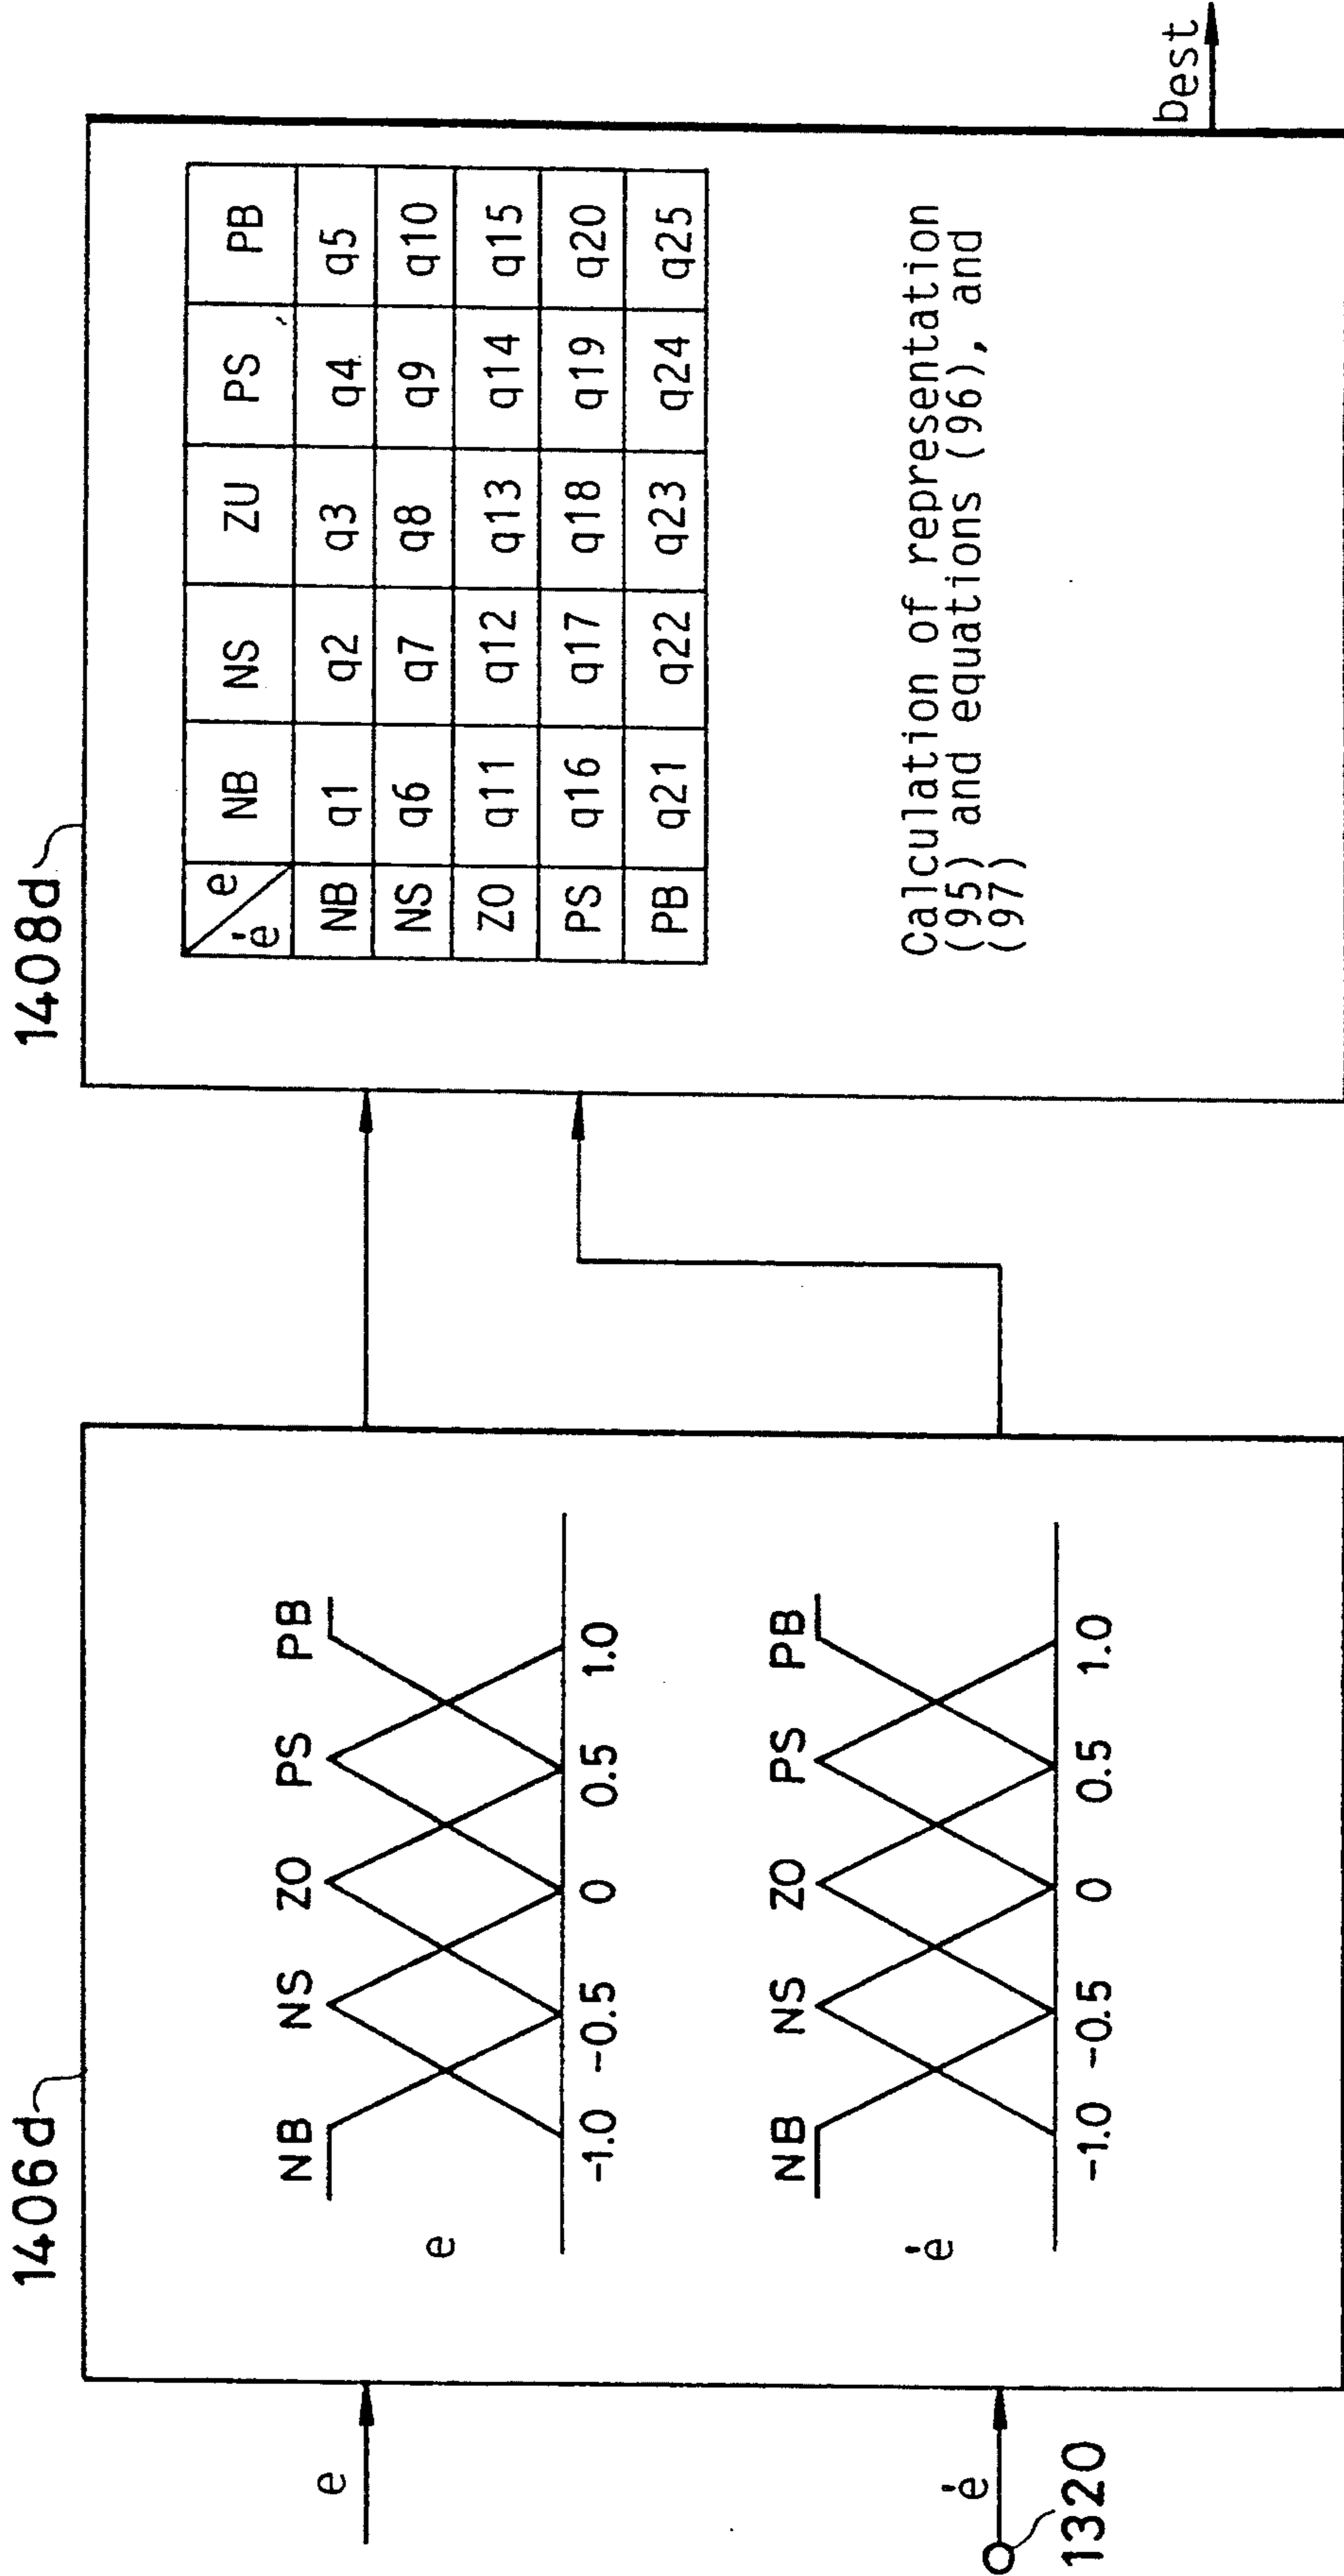 1406d
1408d
e
NB NS ZO PS PB
-1.0 -0.5 0 0.5 1.0
e
ė
NB NS ZO PS PB
-1.0 -0.5 0 0.5 1.0
ė
1320
e NB NS ZU PS PB
ė
NB q1 q2 q3 q4 q5
NS q6 q7 q8 q9 q10
ZO q11 q12 q13 q14 q15
PS q16 q17 q18 q19 q20
PB q21 q22 q23 q24 q25
Calculation of representation
(95) and equations (96), and
(97)
best